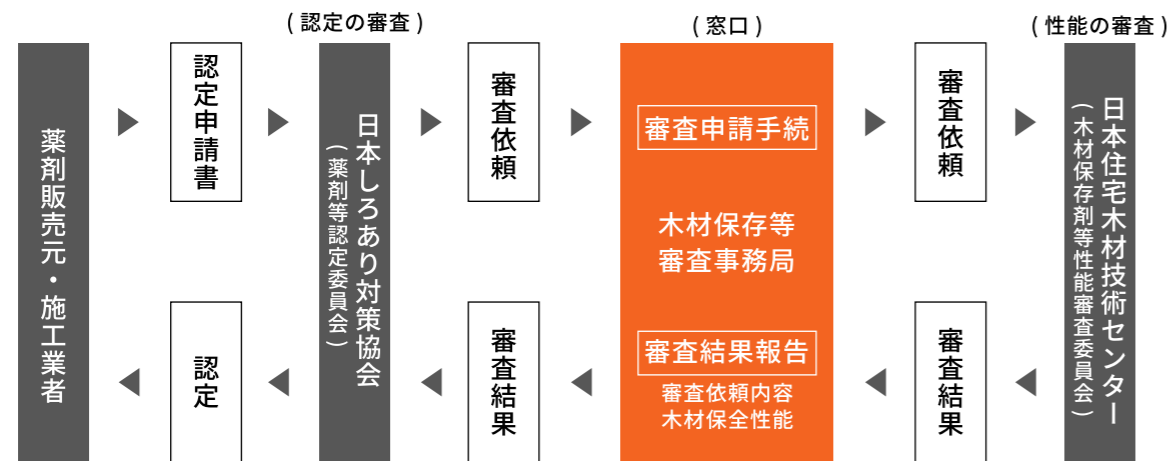 (認定の審査)
(窓口)
(性能の審査)
薬剤販売元・施工業者
認定申請書
日本しろあり対策協会
(薬剤等認定委員会)
審査依頼
審査申請手続
木材保存等
審査事務局
審査結果報告
審査依頼内容
木材保全性能
審査依頼
日本住宅木材技術センター
(木材保存剤等性能審査委員会)
認定
審査結果
審査結果